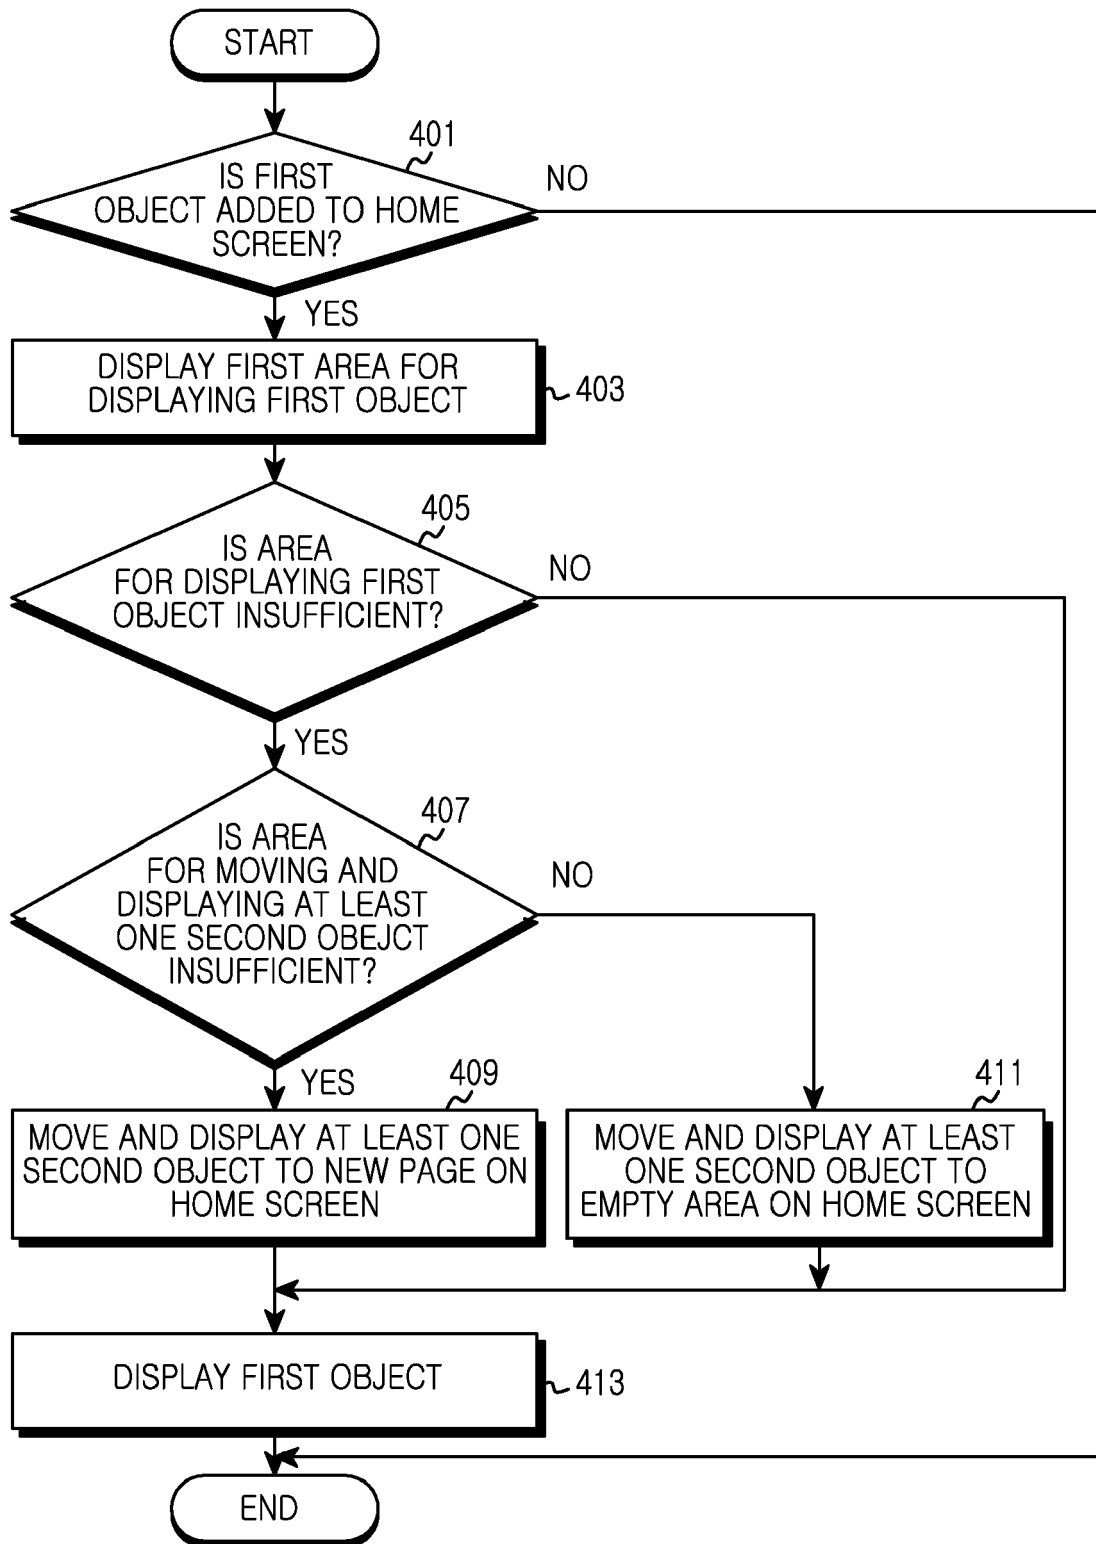 START
401
IS FIRST
OBJECT ADDED TO HOME
SCREEN?
NO
YES
DISPLAY FIRST AREA FOR
DISPLAYING FIRST OBJECT
403
405
IS AREA
FOR DISPLAYING FIRST
OBJECT INSUFFICIENT?
NO
YES
407
IS AREA
FOR MOVING AND
DISPLAYING AT LEAST
ONE SECOND OBEJCT
INSUFFICIENT?
NO
YES
409
MOVE AND DISPLAY AT LEAST ONE
SECOND OBJECT TO NEW PAGE ON
HOME SCREEN
411
MOVE AND DISPLAY AT LEAST
ONE SECOND OBJECT TO
EMPTY AREA ON HOME SCREEN
DISPLAY FIRST OBJECT
413
END